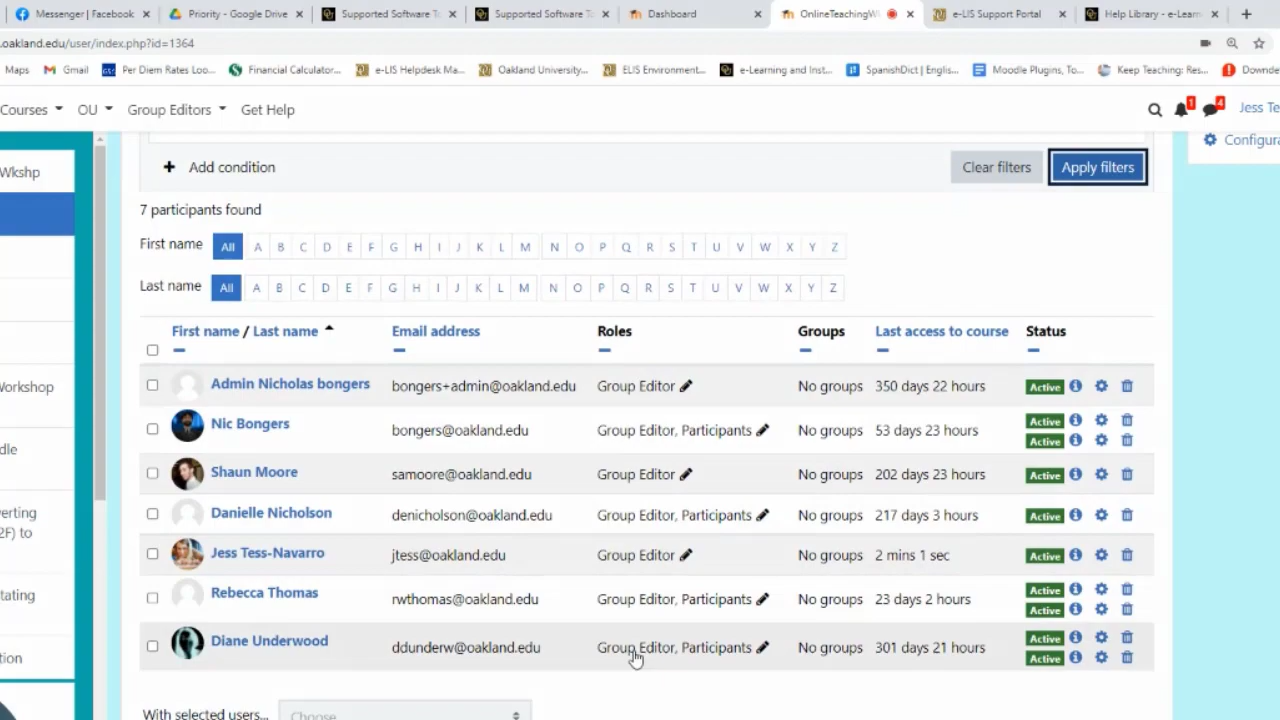 Messenger | Facebook Priority - Google Drive Supported Software To Supported Software To Dashboard OnlineTeachingWk e-LIS Support Portal Help Library - e-Learn
.oakland.edu/user/index.php?id=1364
Maps Gmail Per Diem Rates Loo... Financial Calculator... e-LIS Helpdesk Ma... Oakland University,... ELIS Environment... e-Learning and Inst... SpanishDict | Englis... Moodle Plugins, To... Keep Teaching: Res... Downde
Courses OU Group Editors Get Help 1 4 Jess Te
Configura
Wkshp
Workshop
dle
verting
2F) to
tating
tion
Add condition Clear filters Apply filters
7 participants found
First name All A B C D E F G H I J K L M N O P Q R S T U V W X Y Z
Last name All A B C D E F G H I J K L M N O P Q R S T U V W X Y Z
First name / Last name Email address Roles Groups Last access to course Status
Admin Nicholas bongers bongers+admin@oakland.edu Group Editor No groups 350 days 22 hours Active
Nic Bongers bongers@oakland.edu Group Editor, Participants No groups 53 days 23 hours Active
Active
Shaun Moore samoore@oakland.edu Group Editor No groups 202 days 23 hours Active
Danielle Nicholson denicholson@oakland.edu Group Editor, Participants No groups 217 days 3 hours Active
Jess Tess-Navarro jtess@oakland.edu Group Editor No groups 2 mins 1 sec Active
Rebecca Thomas rwthomas@oakland.edu Group Editor, Participants No groups 23 days 2 hours Active
Active
Diane Underwood ddunderw@oakland.edu Group Editor, Participants No groups 301 days 21 hours Active
Active
With selected users... Choose